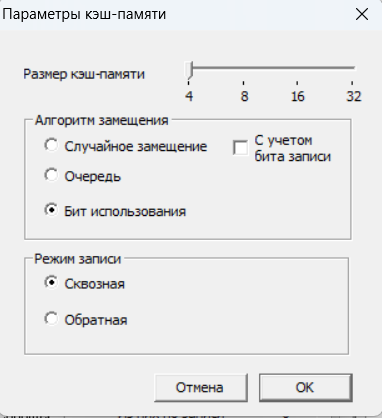 Параметры кэш-памяти
Размер кэш-памяти
4 8 16 32
Алгоритм замещения
Случайное замещение
С учетом
бита записи
Очередь
Бит использования
Режим записи
Сквозная
Обратная
Отмена OK